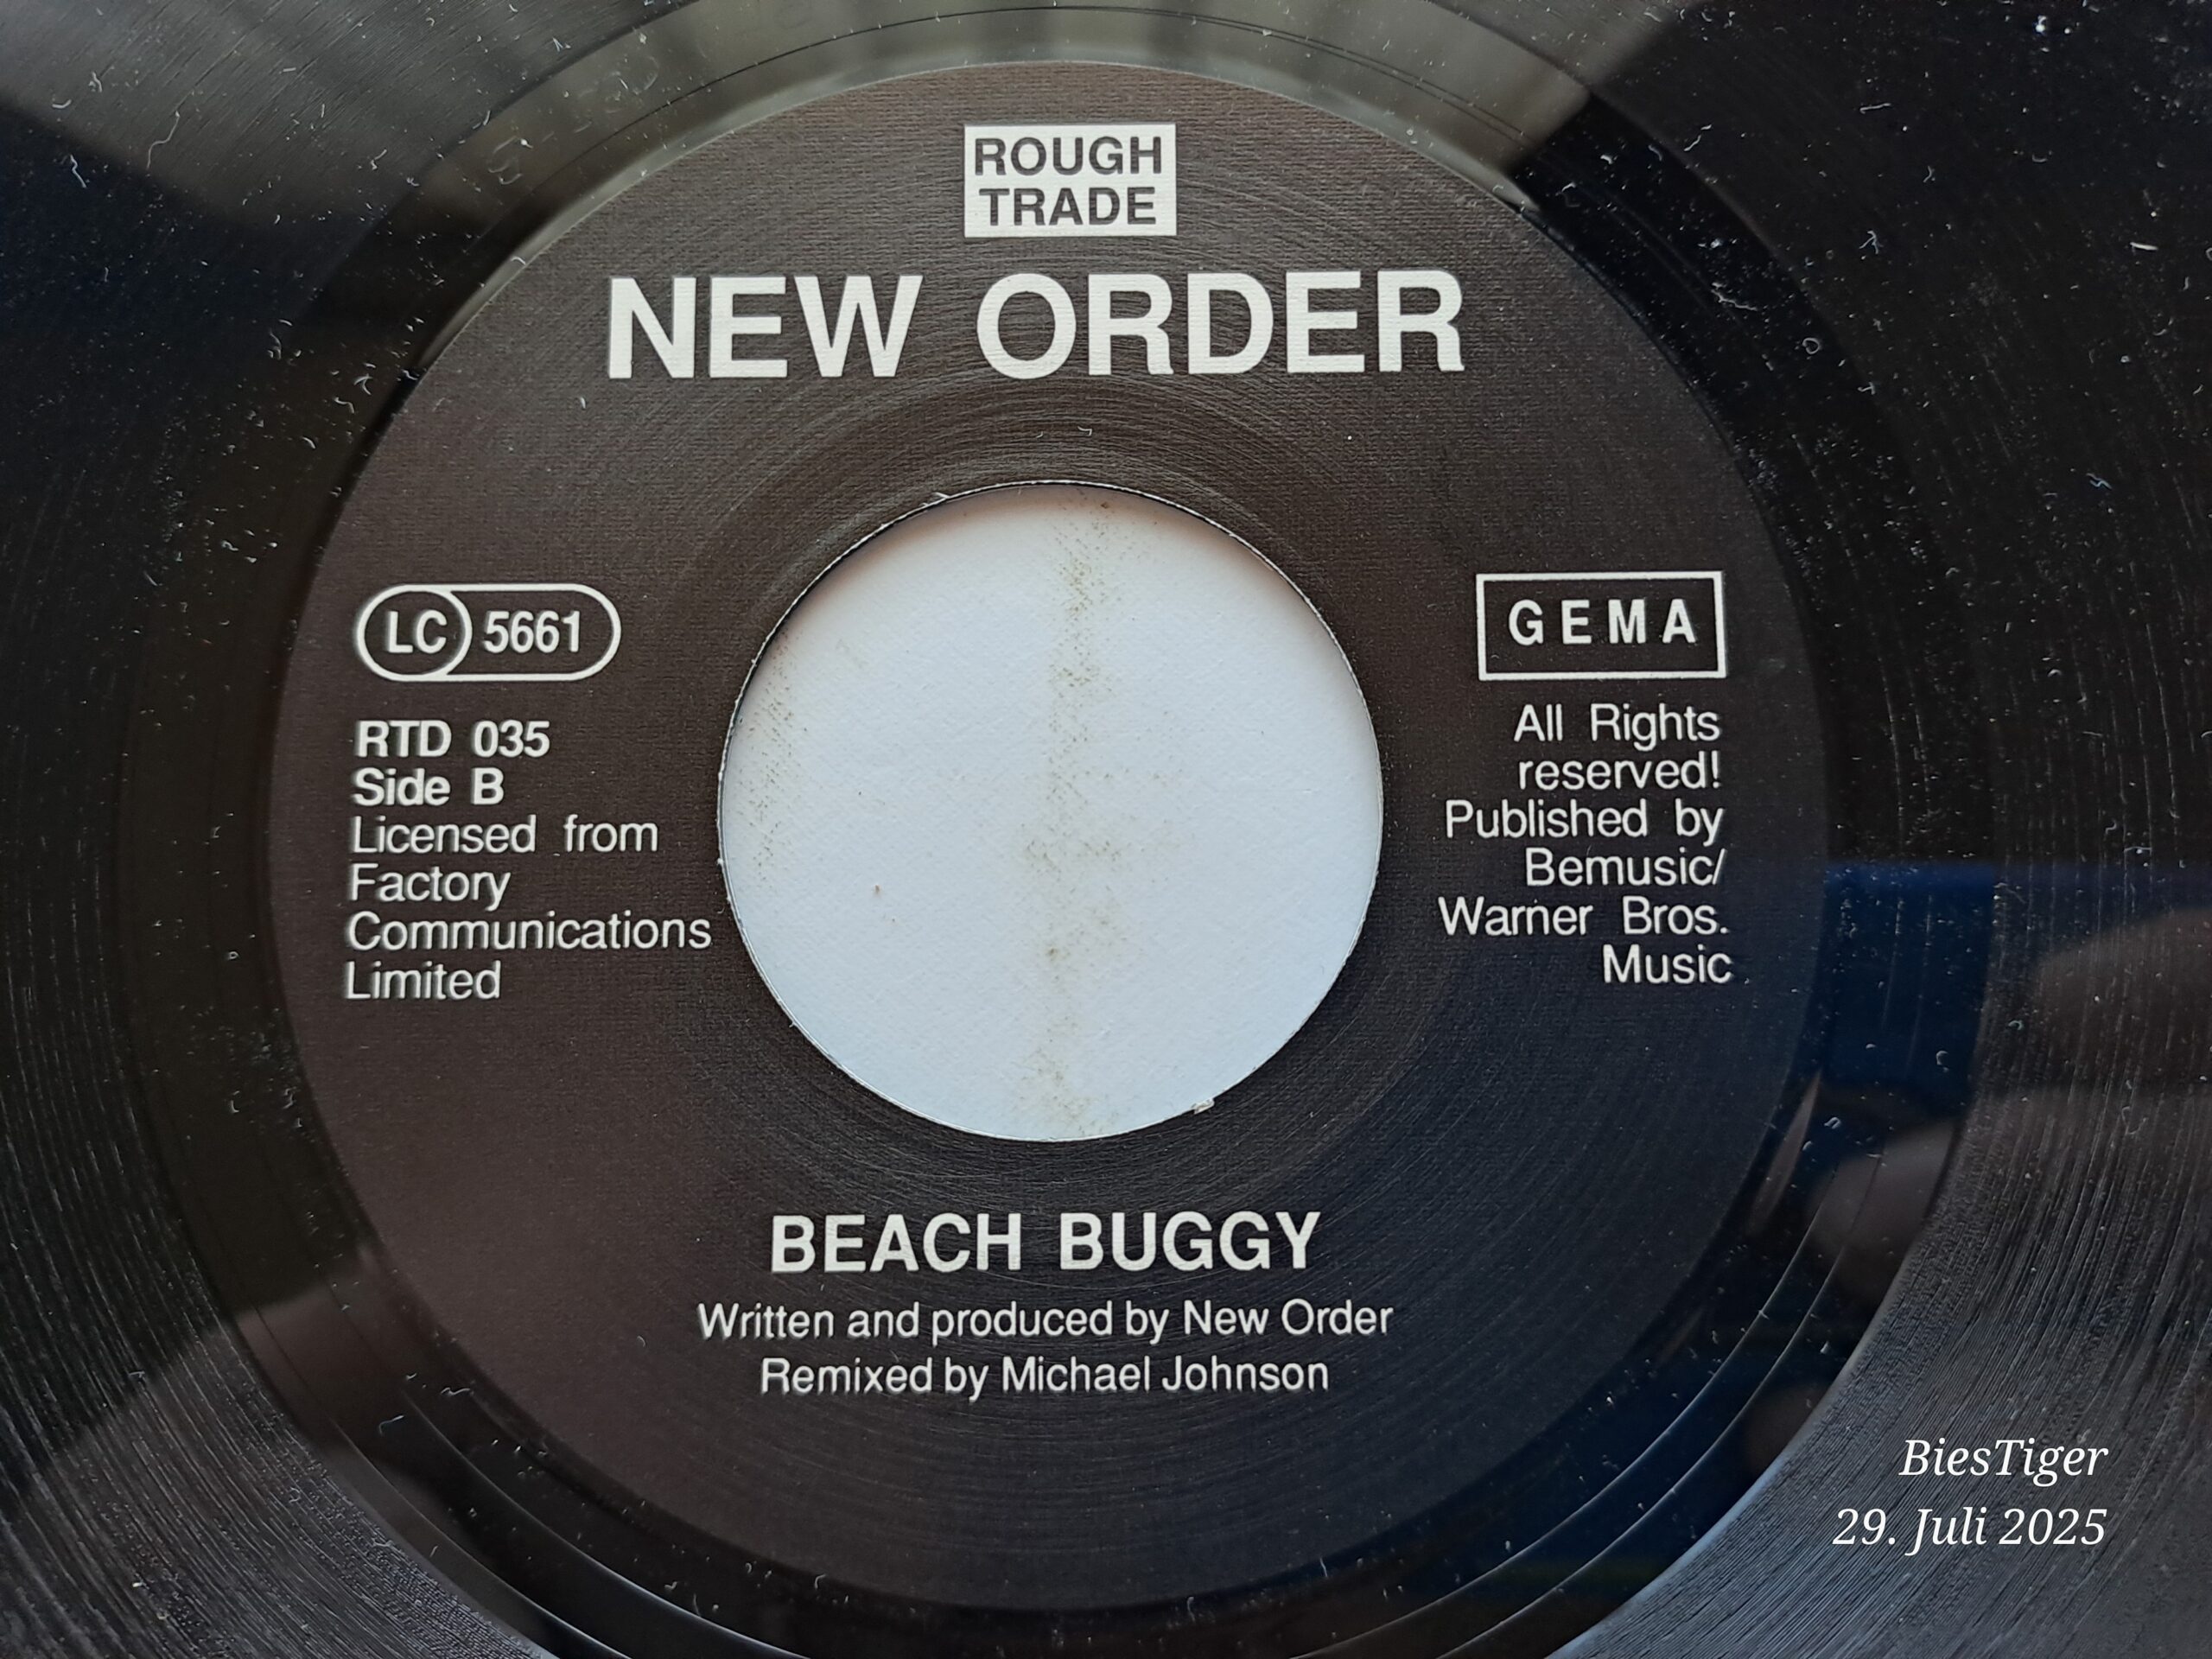 ROUGH
TRADE
NEW ORDER
LC 5661
RTD 035
Side B
Licensed from
Factory
Communications
Limited
GEMA
All Rights
reserved!
Published by
Bemusic/
Warner Bros.
Music
BEACH BUGGY
Written and produced by New Order
Remixed by Michael Johnson
BiesTiger
29. Juli 2025